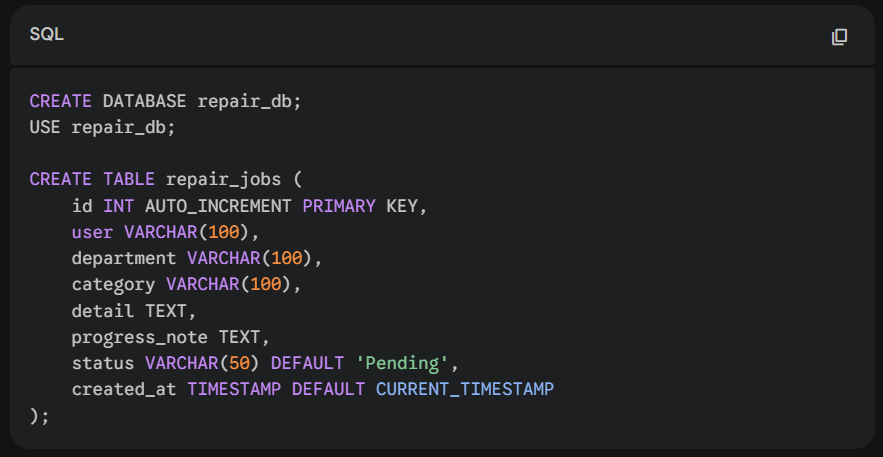 SQL
CREATE DATABASE repair_db;
USE repair_db;
CREATE TABLE repair_jobs (
    id INT AUTO_INCREMENT PRIMARY KEY,
    user VARCHAR(100),
    department VARCHAR(100),
    category VARCHAR(100),
    detail TEXT,
    progress_note TEXT,
    status VARCHAR(50) DEFAULT 'Pending',
    created_at TIMESTAMP DEFAULT CURRENT_TIMESTAMP
);